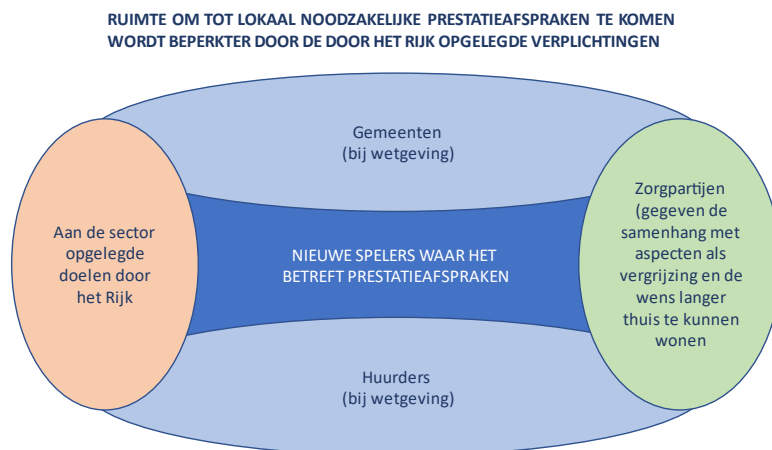 RUIMTE OM TOT LOKAAL NOODZAKELIJKE PRESTATIEAFSPRAKEN TE KOMEN
WORDT BEPERKTER DOOR DE DOOR HET RIJK OPGELEGDE VERPLICHTINGEN
Gemeenten
(bij wetgeving)
Aan de sector
opgelegde
doelen door
het Rijk
NIEUWE SPELERS WAAR HET
BETREFT PRESTATIEAFSPRAKEN
Zorgpartijen
(gegeven de
samenhang met
aspecten als
vergrijzing en de
wens langer
thuis te kunnen
wonen
Huurders
(bij wetgeving)